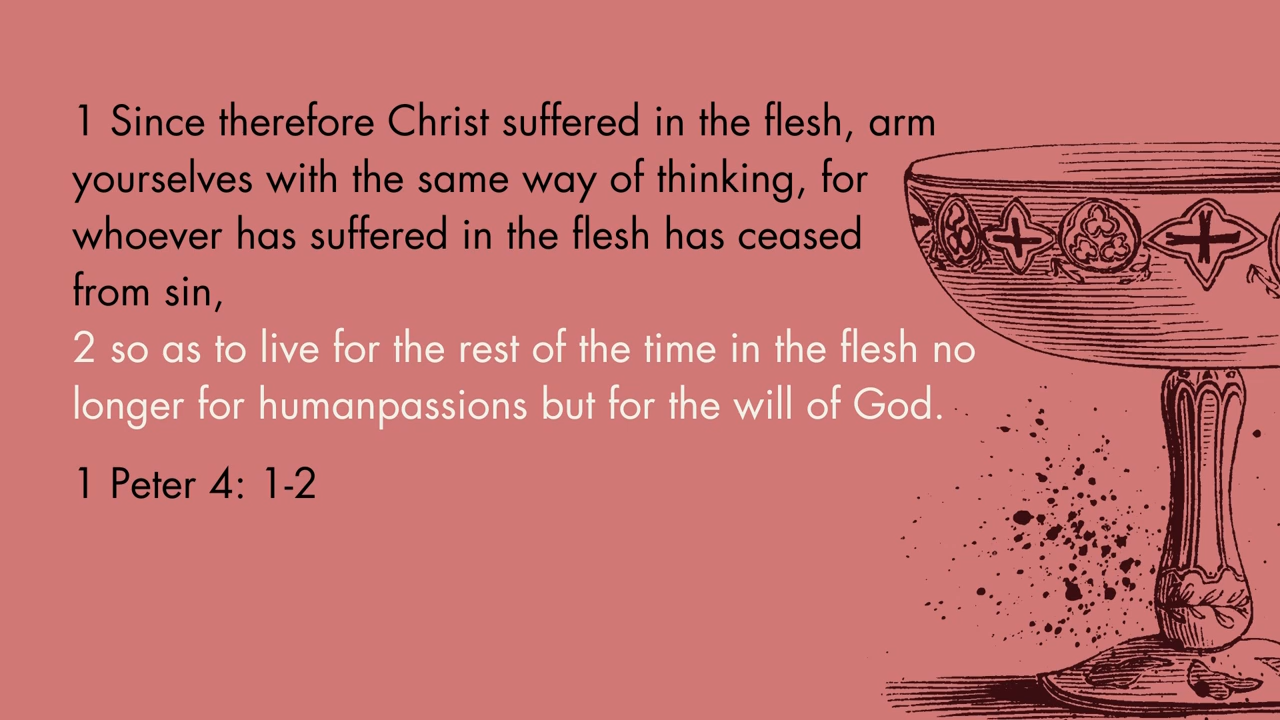 1 Since therefore Christ suffered in the flesh, arm
yourselves with the same way of thinking, for
whoever has suffered in the flesh has ceased
from sin,
2 so as to live for the rest of the time in the flesh no
longer for humanpassions but for the will of God.
1 Peter 4: 1-2